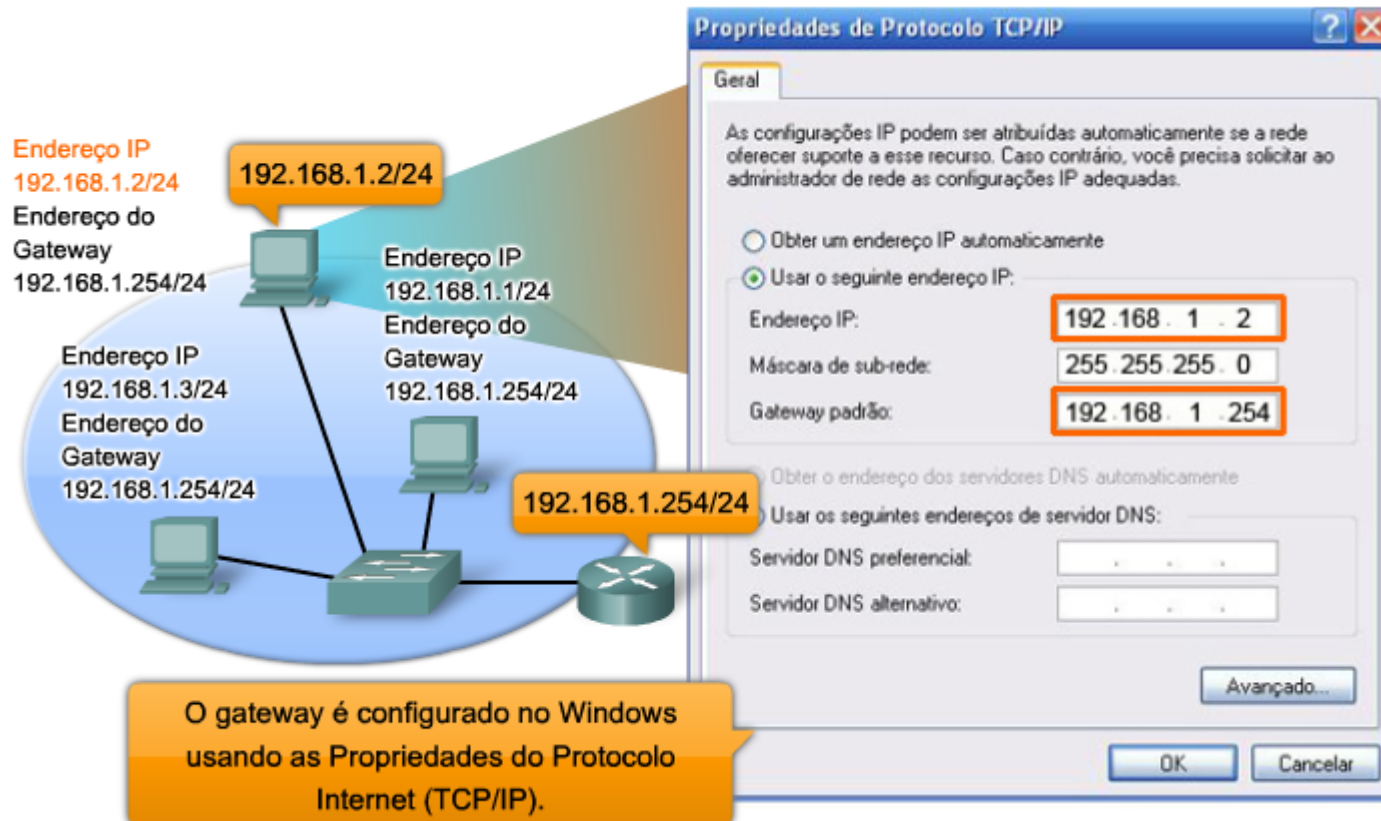 Endereço IP
192.168.1.2/24
Endereço do
Gateway
192.168.1.254/24
192.168.1.2/24
Endereço IP
192.168.1.1/24
Endereço do
Gateway
192.168.1.254/24
Endereço IP
192.168.1.3/24
Endereço do
Gateway
192.168.1.254/24
192.168.1.254/24
O gateway é configurado no Windows
usando as Propriedades do Protocolo
Internet (TCP/IP).
Propriedades de Protocolo TCP/IP
Geral
As configurações IP podem ser atribuídas automaticamente se a rede
oferecer suporte a esse recurso. Caso contrário, você precisa solicitar ao
administrador de rede as configurações IP adequadas.
Obter um endereço IP automaticamente
Usar o seguinte endereço IP:
Endereço IP:
192 . 168 . 1 . 2
Máscara de sub-rede:
255 . 255 . 255 . 0
Gateway padrão:
192 . 168 . 1 . 254
Obter o endereço dos servidores DNS automaticamente
Usar os seguintes endereços de servidor DNS:
Servidor DNS preferencial:
. . .
Servidor DNS alternativo:
. . .
Avançado...
OK
Cancelar